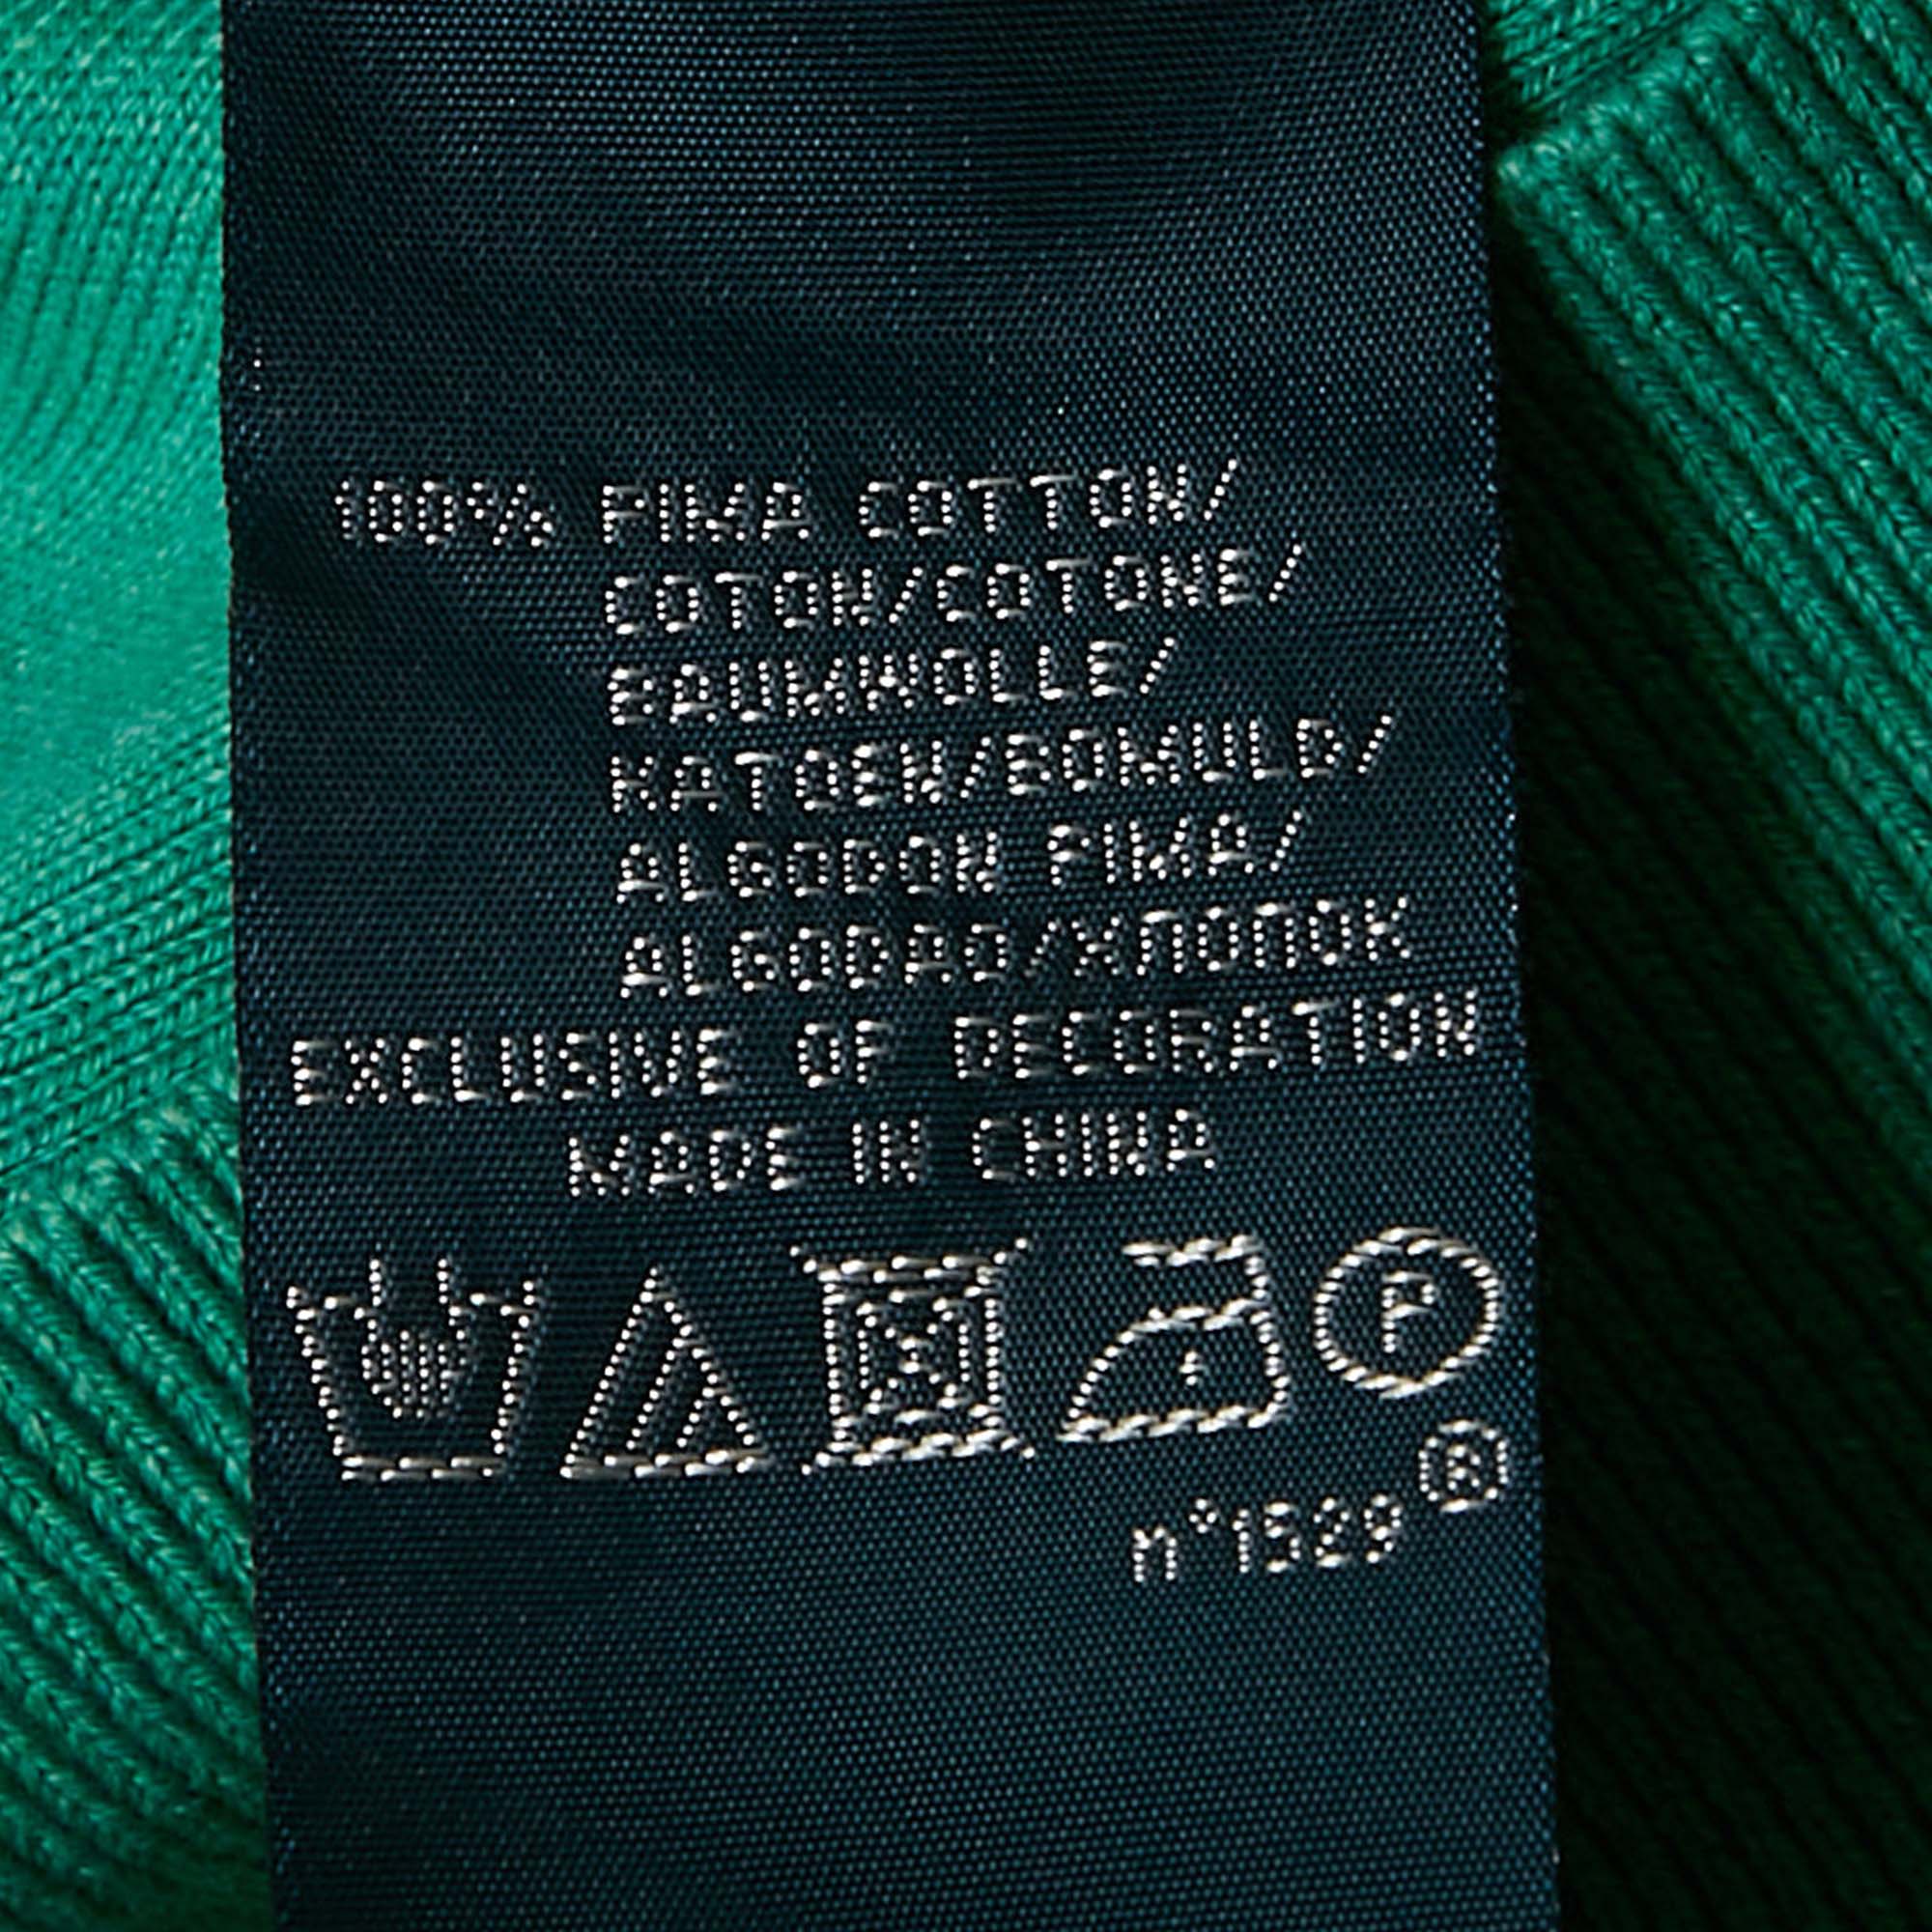 100% PIMA COTTON/
COTON/COTONE/
BAUMWOLLE/
KATOEN/BOMULD/
ALGODON PIMA/
ALGODAO/ХЛОПОК
EXCLUSIVE OF DECORATION
MADE IN CHINA
P
®
n°1529